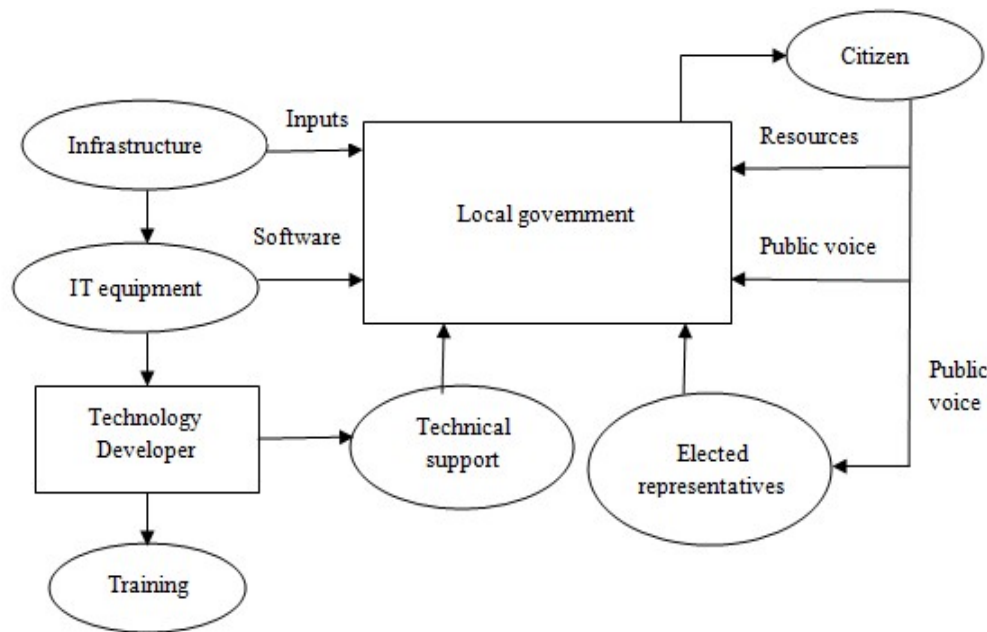 Citizen
Inputs
Infrastructure
Resources
Local government
Software
Public voice
IT equipment
Public
voice
Technology
Developer
Technical
support
Elected
representatives
Training